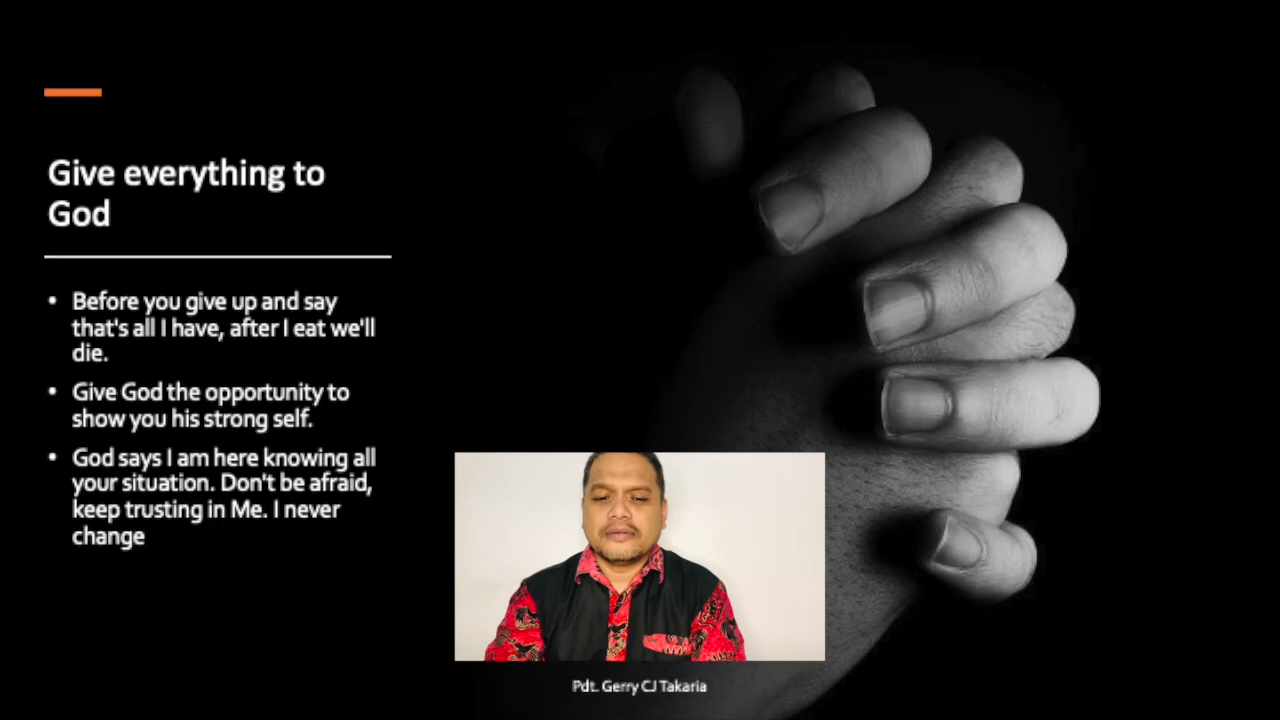 Give everything to
God
• Before you give up and say
that's all I have, after I eat we'll
die.
• Give God the opportunity to
show you his strong self.
• God says I am here knowing all
your situation. Don't be afraid,
keep trusting in Me. I never
change
Pdt. Gerry CJ Takaria